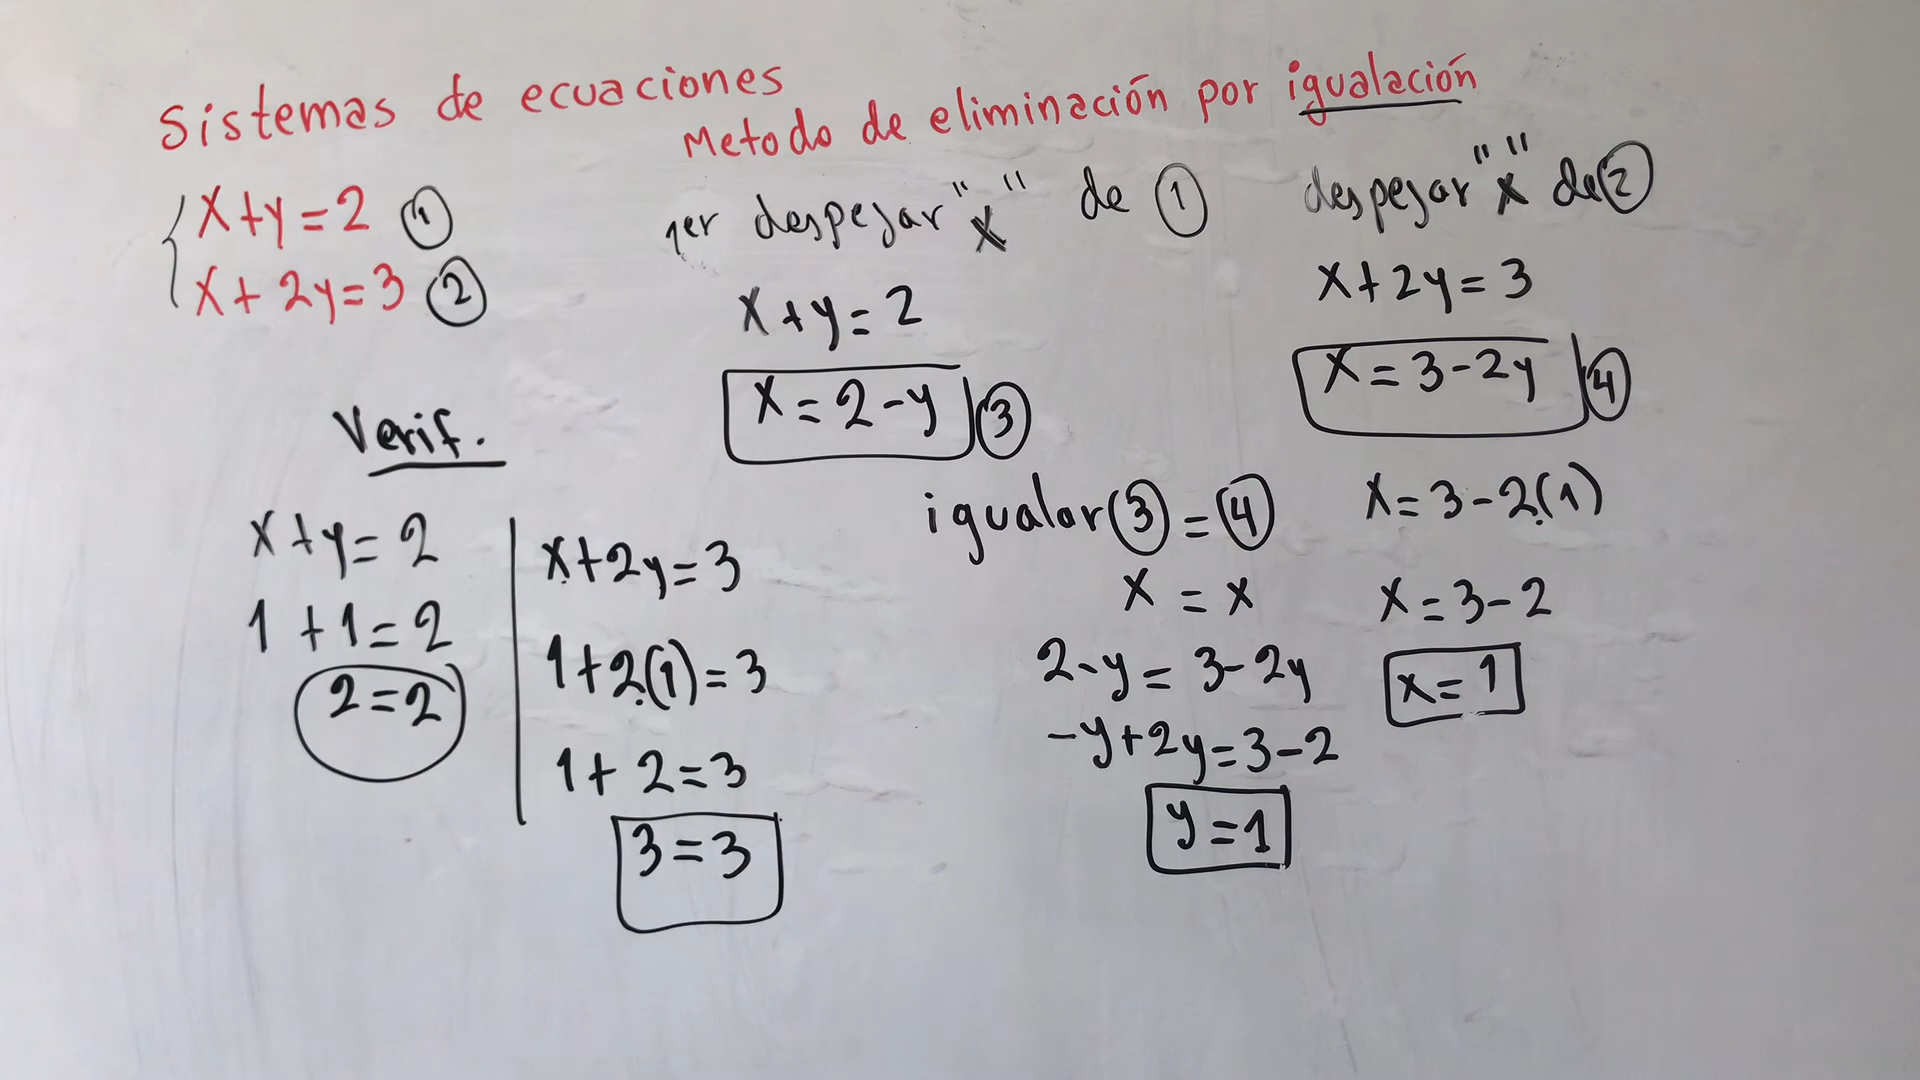 Sistemas de ecuaciones
Metodo de eliminación por igualación
x+y=2 ①
x+2y=3 ②
1er despejar "x" de ①
x+y=2
x=2-y ③
despejar "x" de ②
x+2y=3
x=3-2y ④
igualar ③ = ④
x = x
2-y = 3-2y
-y+2y=3-2
y=1
x=3-2(1)
x=3-2
x=1
Verif.
x+y=2
1+1=2
2=2
x+2y=3
1+2(1)=3
1+2=3
3=3